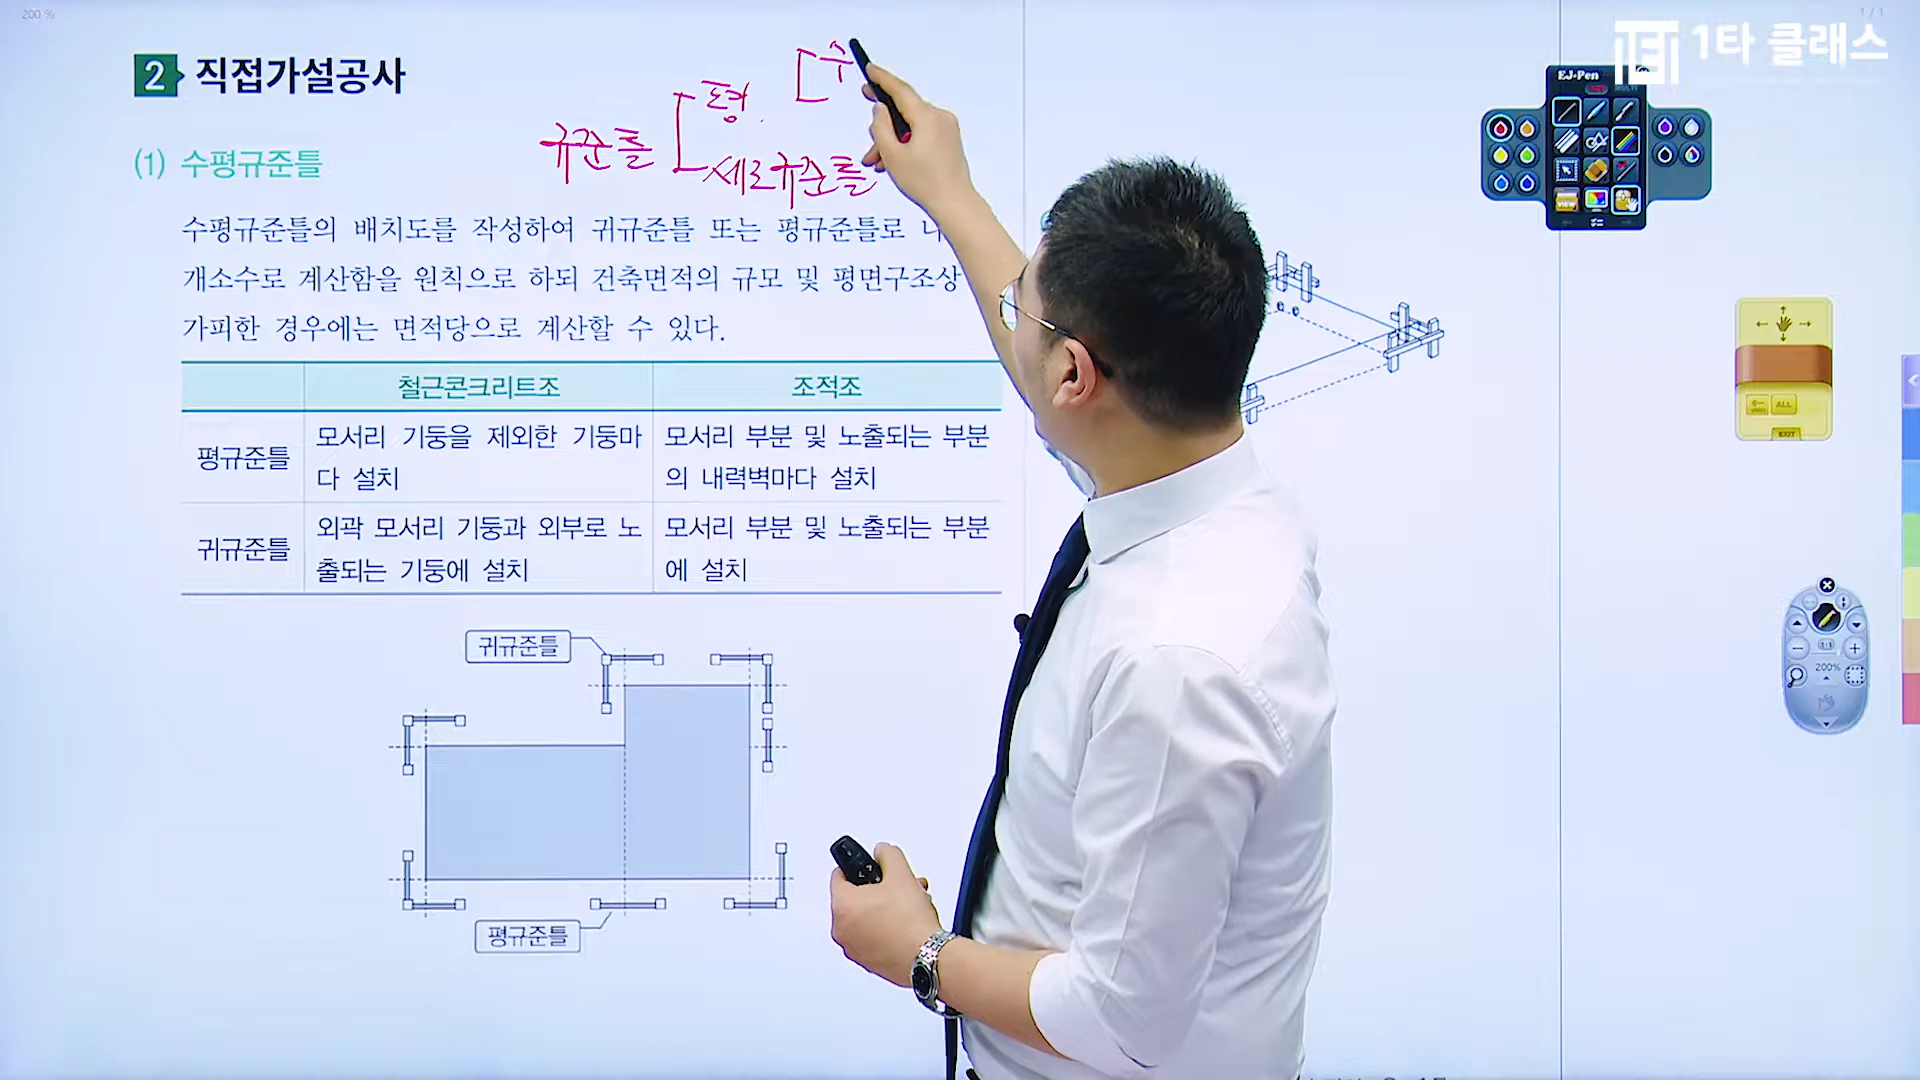 200 %
1 / 1
1타 클래스
EJ-Pen
2 직접가설공사
수
평
규준틀
세로규준틀
(1) 수평규준틀
수평규준틀의 배치도를 작성하여 귀규준틀 또는 평규준틀로
개소수로 계산함을 원칙으로 하되 건축면적의 규모 및 평면구조상
가피한 경우에는 면적당으로 계산할 수 있다.
철근콘크리트조 조적조
평규준틀 모서리 기둥을 제외한 기둥마다 설치 모서리 부분 및 노출되는 부분의 내력벽마다 설치
귀규준틀 외곽 모서리 기둥과 외부로 노출되는 기둥에 설치 모서리 부분 및 노출되는 부분에 설치
귀규준틀
평규준틀
ALL
EXIT
VIEW
200%